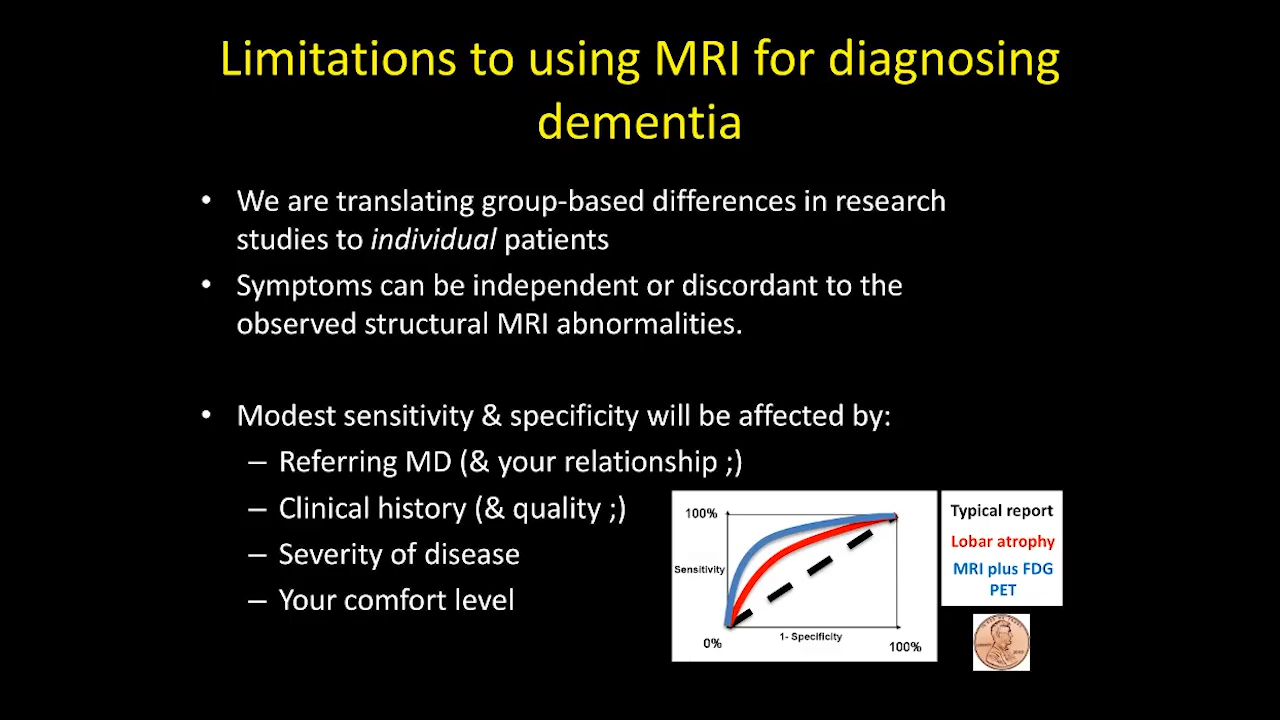 Limitations to using MRI for diagnosing
dementia
• We are translating group-based differences in research
studies to individual patients
• Symptoms can be independent or discordant to the
observed structural MRI abnormalities.
• Modest sensitivity & specificity will be affected by:
– Referring MD (& your relationship ;)
– Clinical history (& quality ;)
– Severity of disease
– Your comfort level
100%
Sensitivity
0%
1- Specificity
100%
Typical report
Lobar atrophy
MRI plus FDG
PET